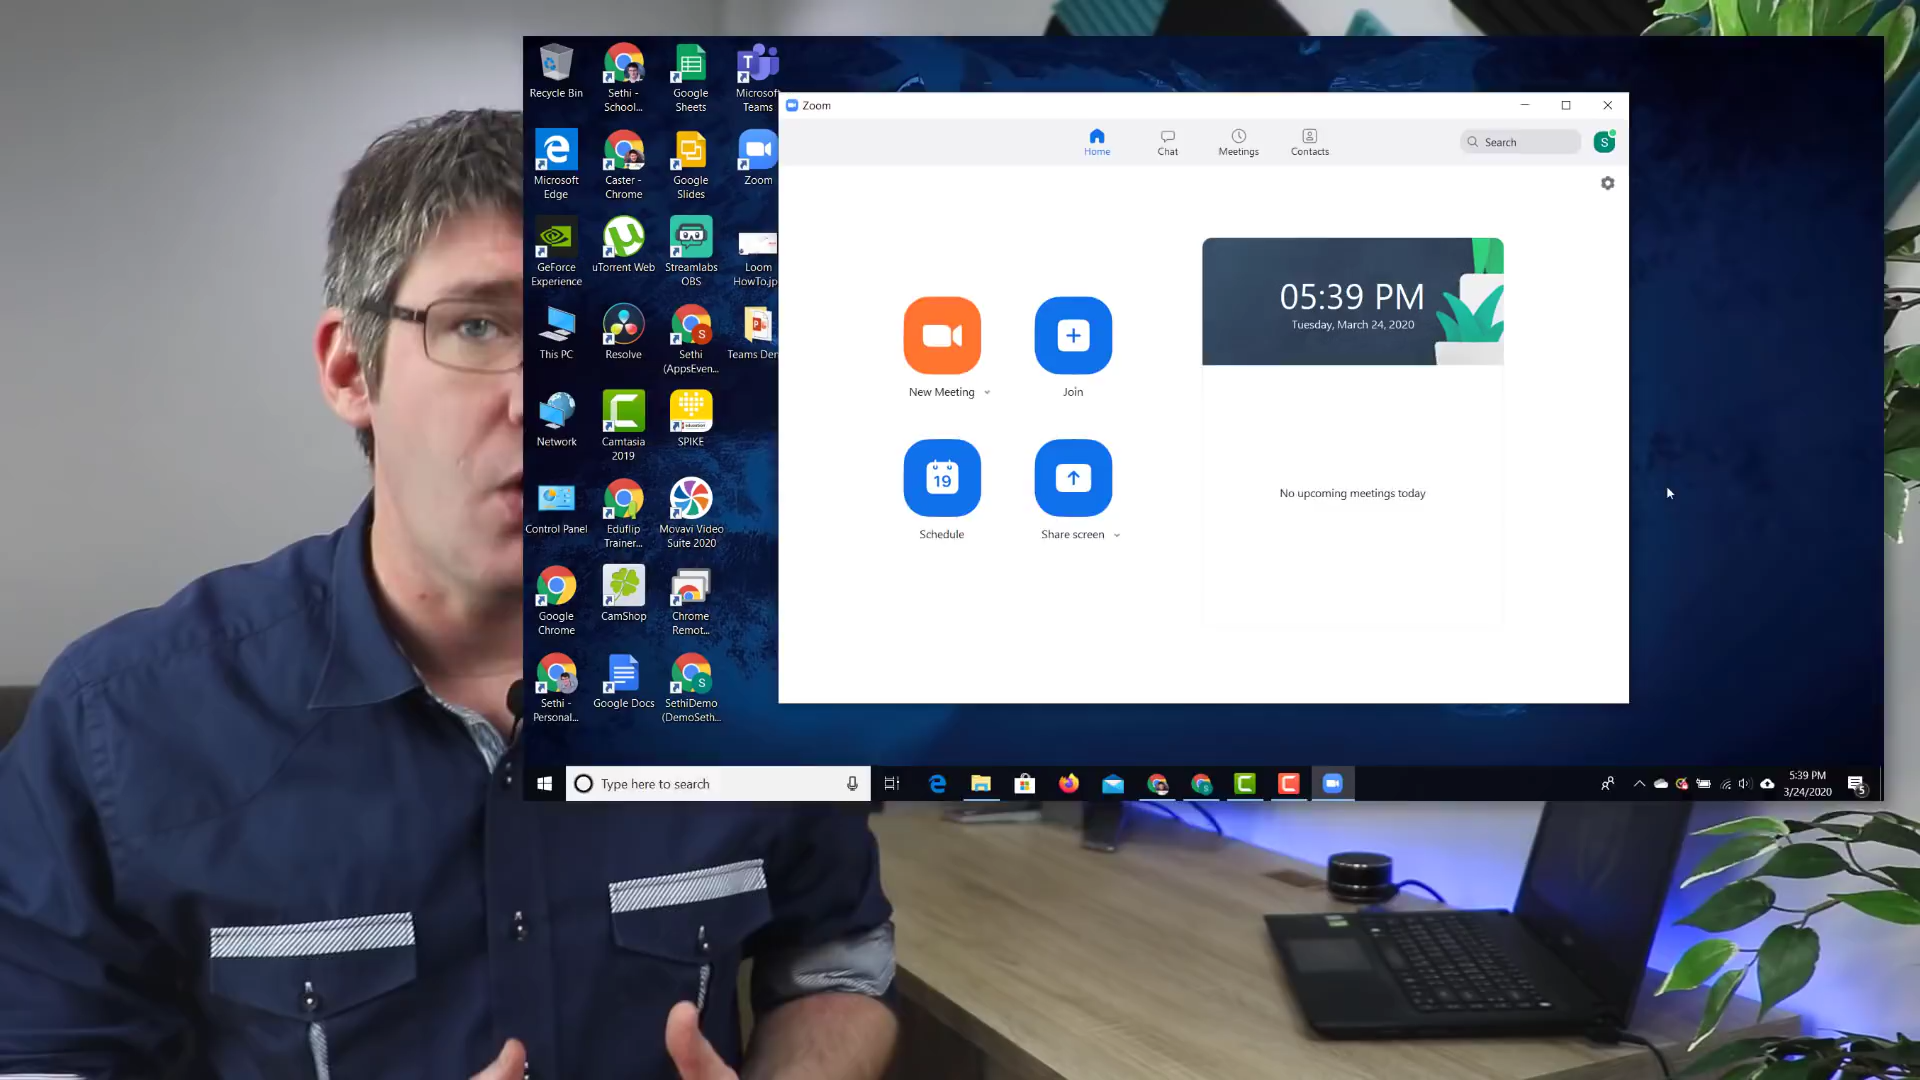 Recycle Bin
Sethi -
School...
Google
Sheets
Microsoft
Teams
Microsoft
Edge
Caster -
Chrome
Google
Slides
Zoom
GeForce
Experience
uTorrent Web
Streamlabs
OBS
Loom
HowTo.jp
This PC
Resolve
Sethi
(AppsEven...
Teams Den
Network
Camtasia
2019
SPIKE
Control Panel
Eduflip
Trainer...
Movavi Video
Suite 2020
Google
Chrome
CamShop
Chrome
Remot...
Sethi -
Personal...
Google Docs
SethiDemo
(DemoSeth...
Zoom
Home
Chat
Meetings
Contacts
Search
S
New Meeting
Join
19
Schedule
Share screen
05:39 PM
Tuesday, March 24, 2020
No upcoming meetings today
Type here to search
5:39 PM
3/24/2020
5